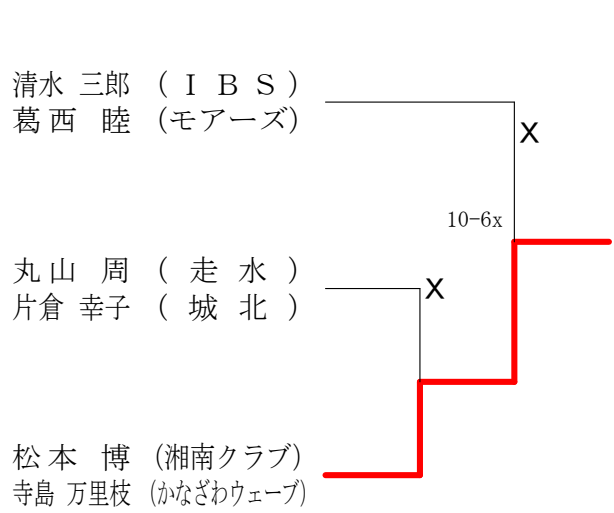 清水 三郎 (ＩＢＳ)
葛西 睦 (モアーズ)
X
10-6x
丸山 周 (走水)
片倉 幸子 (城北)
X
松本 博 (湘南クラブ)
寺島 万里枝 (かなざわウェーブ)